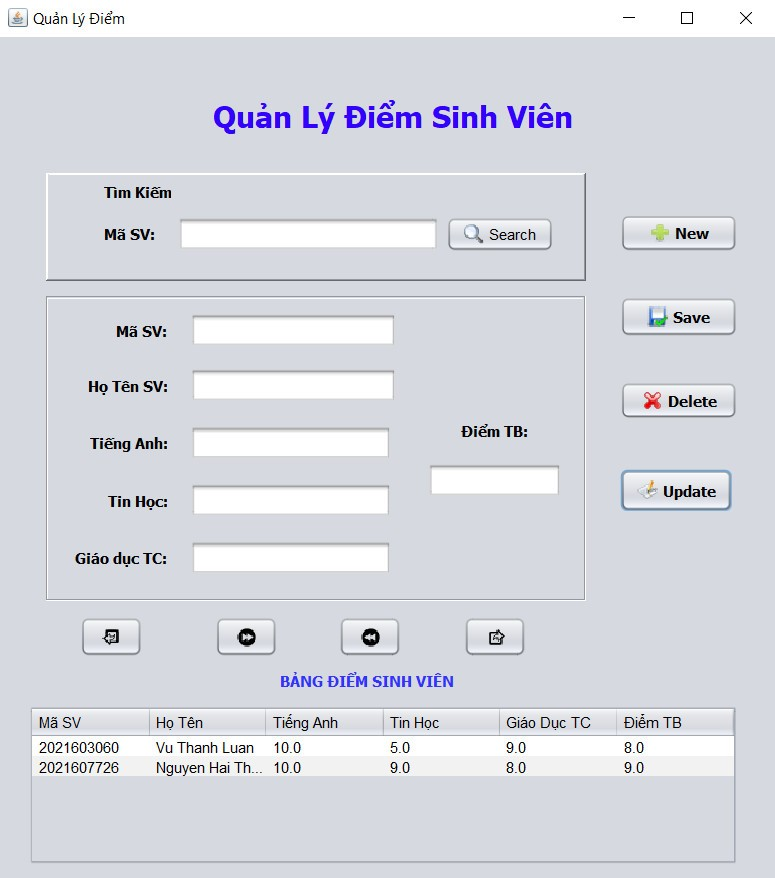 Quản Lý Điểm
Quản Lý Điểm Sinh Viên
Tìm Kiếm
Mã SV:
Search
New
Mã SV:
Save
Họ Tên SV:
Delete
Tiếng Anh:
Điểm TB:
Tin Học:
Update
Giáo dục TC:
BẢNG ĐIỂM SINH VIÊN
Mã SV Họ Tên Tiếng Anh Tin Học Giáo Dục TC Điểm TB
2021603060 Vu Thanh Luan 10.0 5.0 9.0 8.0
2021607726 Nguyen Hai Th... 10.0 9.0 8.0 9.0